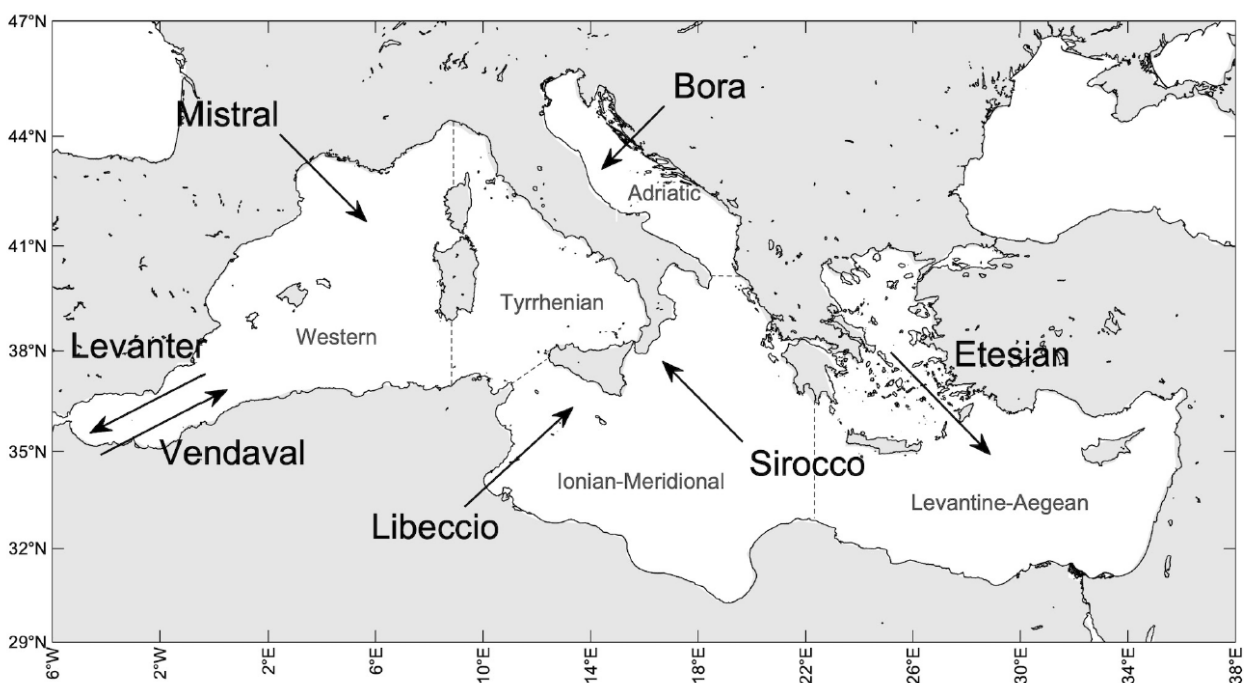 47°N
Bora
Mistral
44°N
Adriatic
41°N
Tyrrhenian
Western
Levanter
Etesian
38°N
Vendaval
35°N
Sirocco
Ionian-Meridional
Levantine-Aegean
Libeccio
32°N
29°N
6°W
2°W
2°E
6°E
10°E
14°E
18°E
22°E
26°E
30°E
34°E
38°E